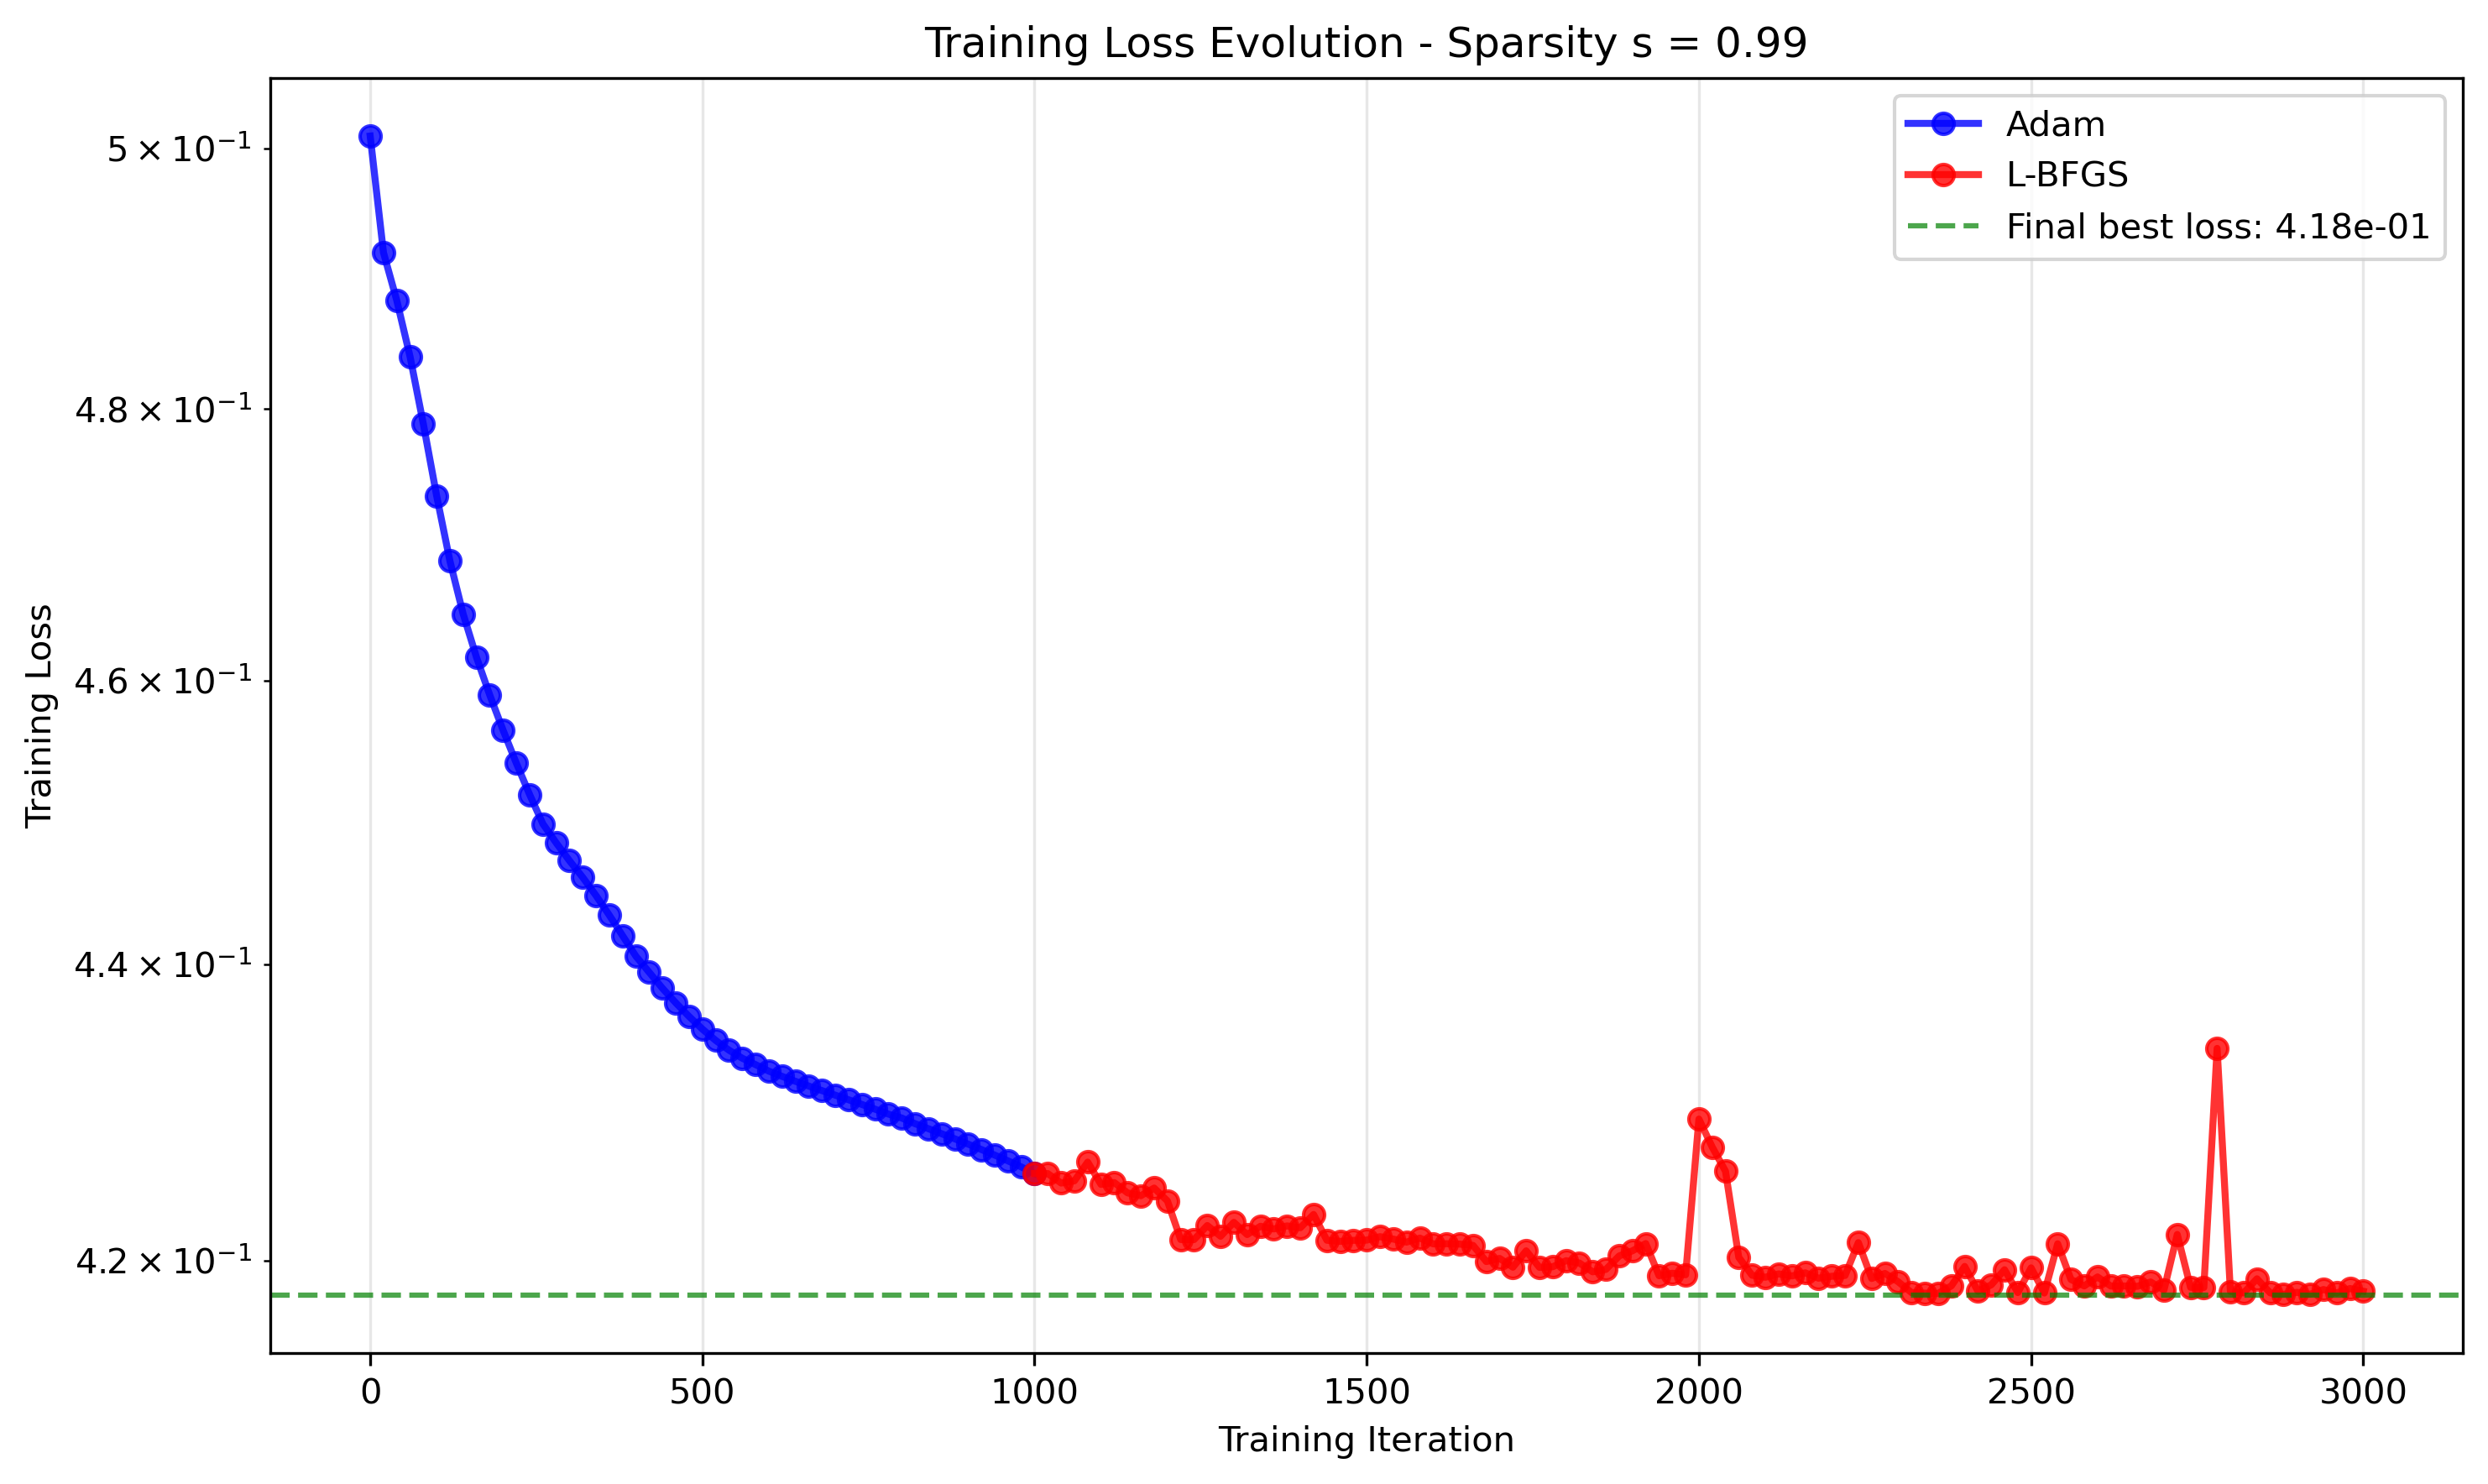 Training Loss Evolution - Sparsity s = 0.99
Training Loss
5 × 10⁻¹
4.8 × 10⁻¹
4.6 × 10⁻¹
4.4 × 10⁻¹
4.2 × 10⁻¹
Adam
L-BFGS
Final best loss: 4.18e-01
0 500 1000 1500 2000 2500 3000
Training Iteration